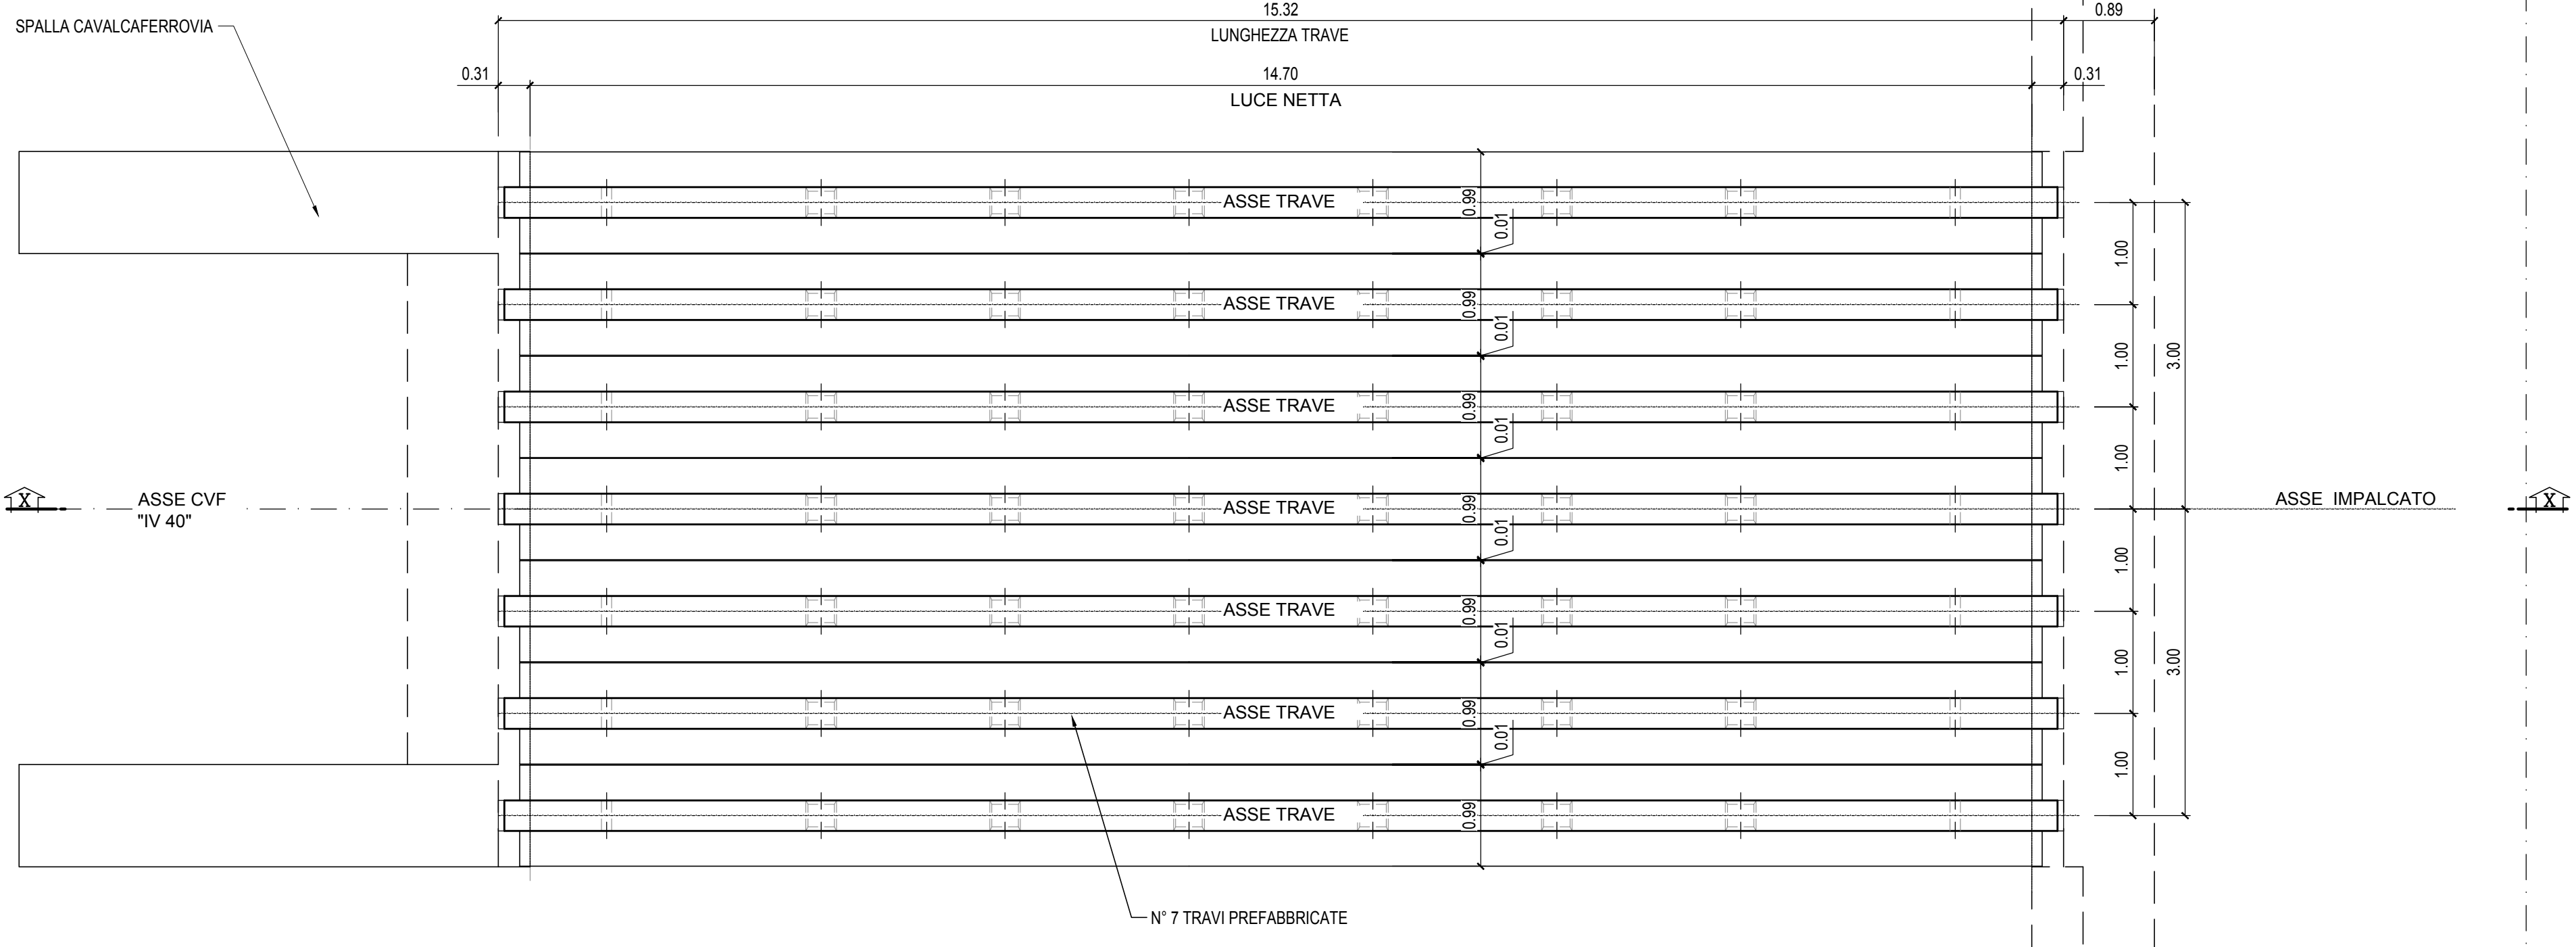 15.32
0.89
SPALLA CAVALCAFERROVIA
LUNGHEZZA TRAVE
0.31
14.70
0.31
LUCE NETTA
ASSE TRAVE
0.99
0.01
1.00
ASSE TRAVE
0.99
0.01
1.00
3.00
ASSE TRAVE
0.99
0.01
1.00
X
ASSE CVF
"IV 40"
ASSE TRAVE
0.99
0.01
ASSE IMPALCATO
X
1.00
ASSE TRAVE
0.99
0.01
1.00
3.00
ASSE TRAVE
0.99
0.01
1.00
ASSE TRAVE
0.99
N° 7 TRAVI PREFABBRICATE